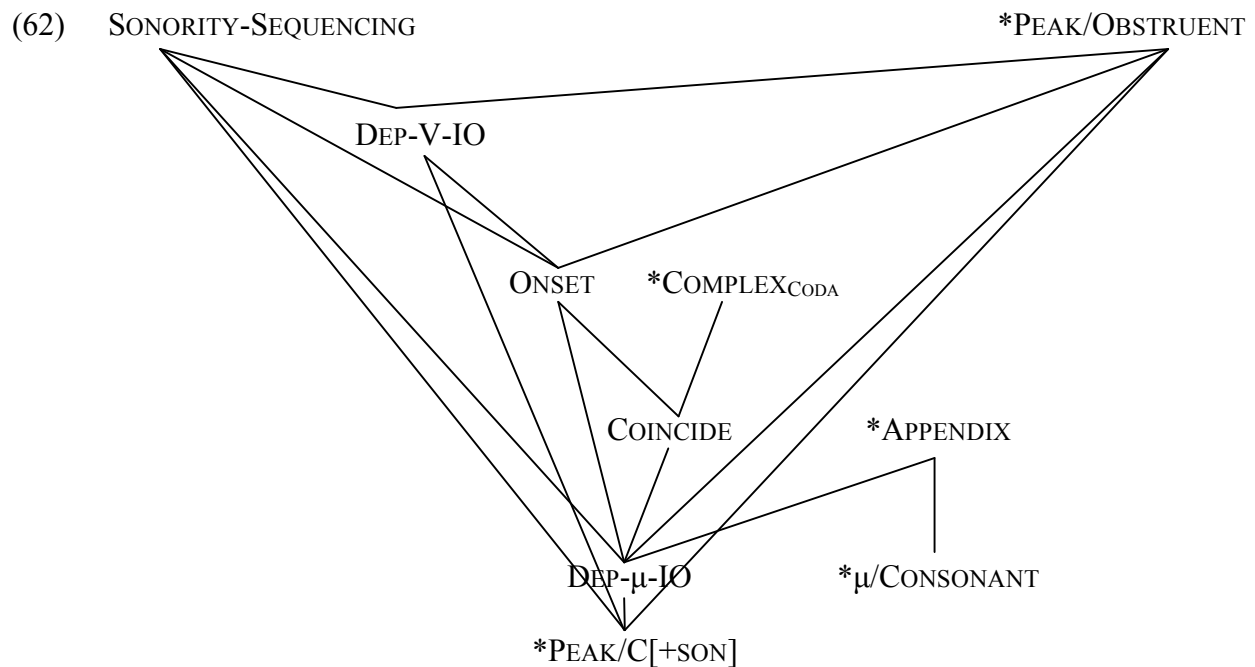 (62) SONORITY-SEQUENCING *PEAK/OBSTRUENT
DEP-V-IO
ONSET *COMPLEXCODA
COINCIDE *APPENDIX
DEP-μ-IO *μ/CONSONANT
*PEAK/C[+SON]